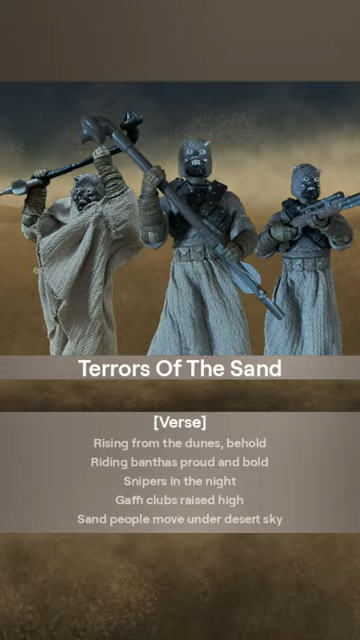 Terrors Of The Sand
[Verse]
Rising from the dunes, behold
Riding banthas proud and bold
Snipers in the night
Gaffi clubs raised high
Sand people move under desert sky